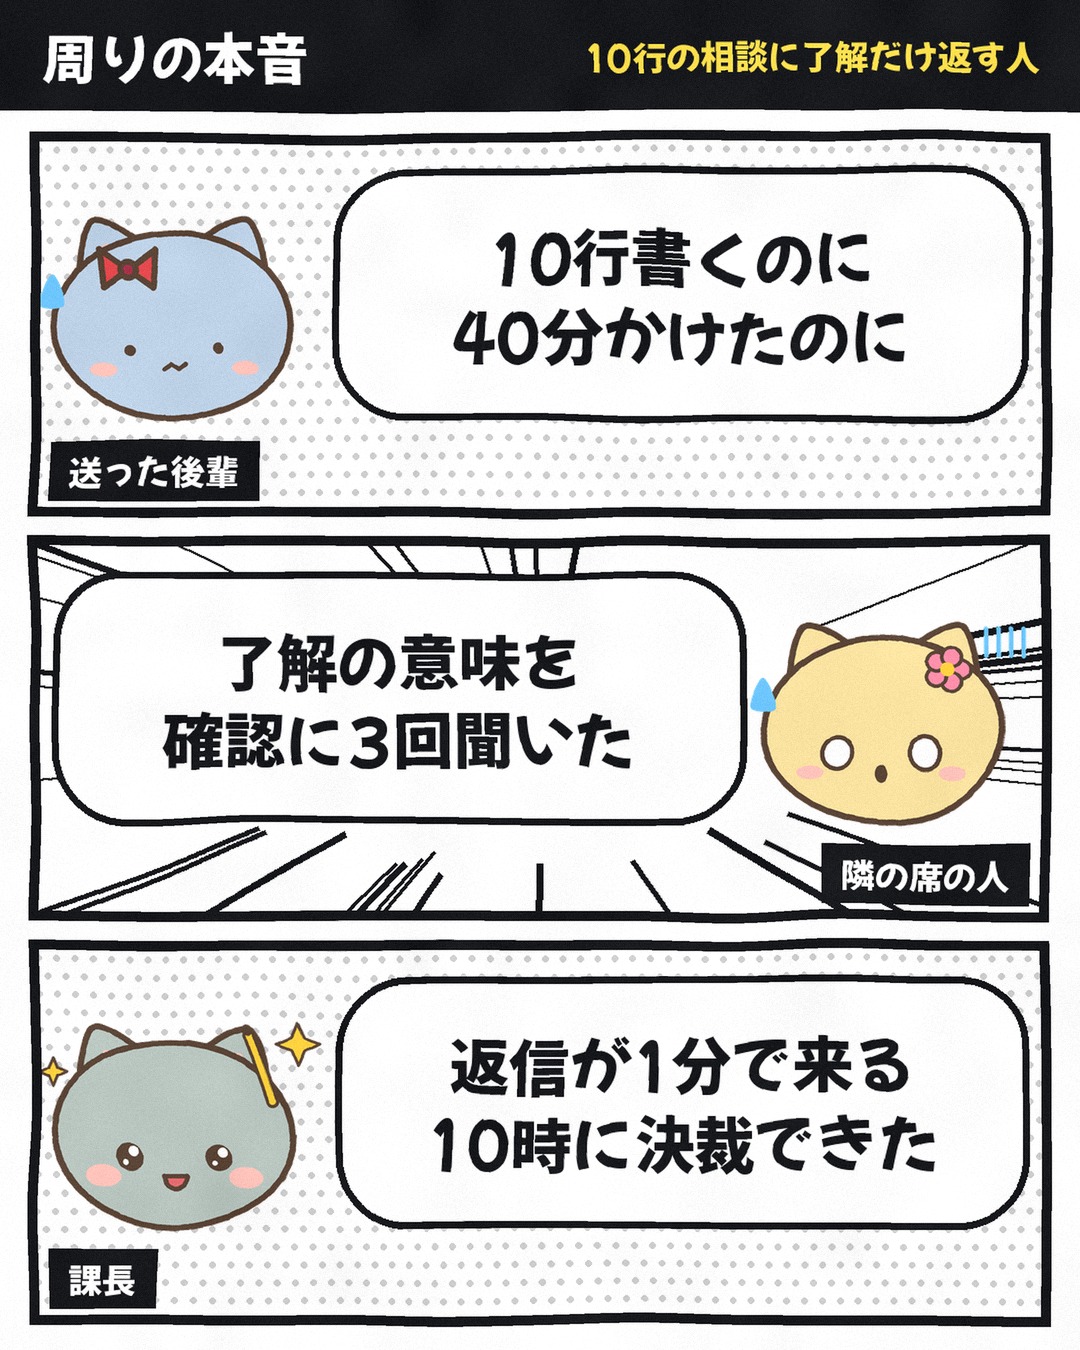 周りの本音
10行の相談に了解だけ返す人
10行書くのに
40分かけたのに
送った後輩
了解の意味を
確認に3回聞いた
隣の席の人
返信が1分で来る
10時に決裁できた
課長